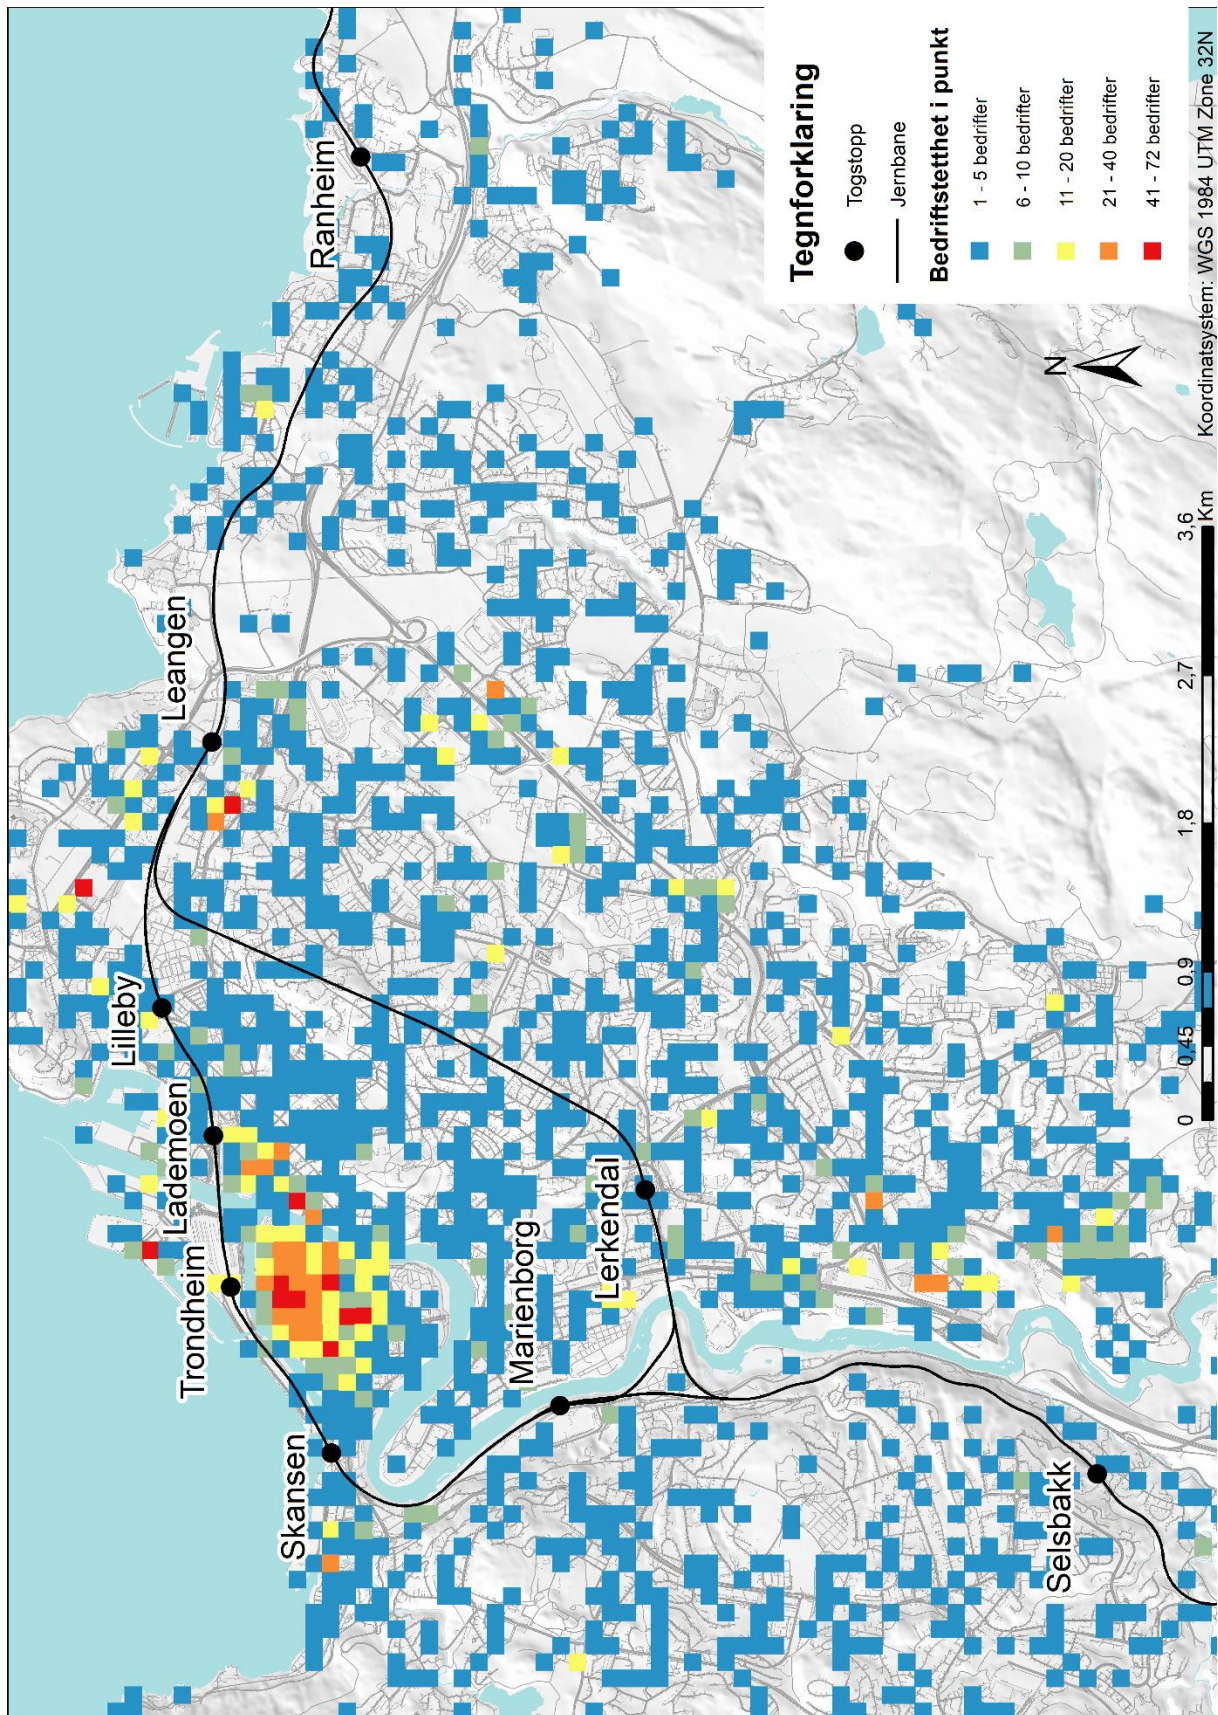 Ranheim
Leangen
Lilleby
Lademoen
Trondheim
Skansen
Marienborg
Lerkendal
Selsbakk
Tegnforklaring
Togstopp
Jernbane
Bedriftstetthet i punkt
1 - 5 bedrifter
6 - 10 bedrifter
11 - 20 bedrifter
21 - 40 bedrifter
41 - 72 bedrifter
N
0 0,45 0,9 1,8 2,7 3,6
Km
Koordinatsystem: WGS 1984 UTM Zone 32N